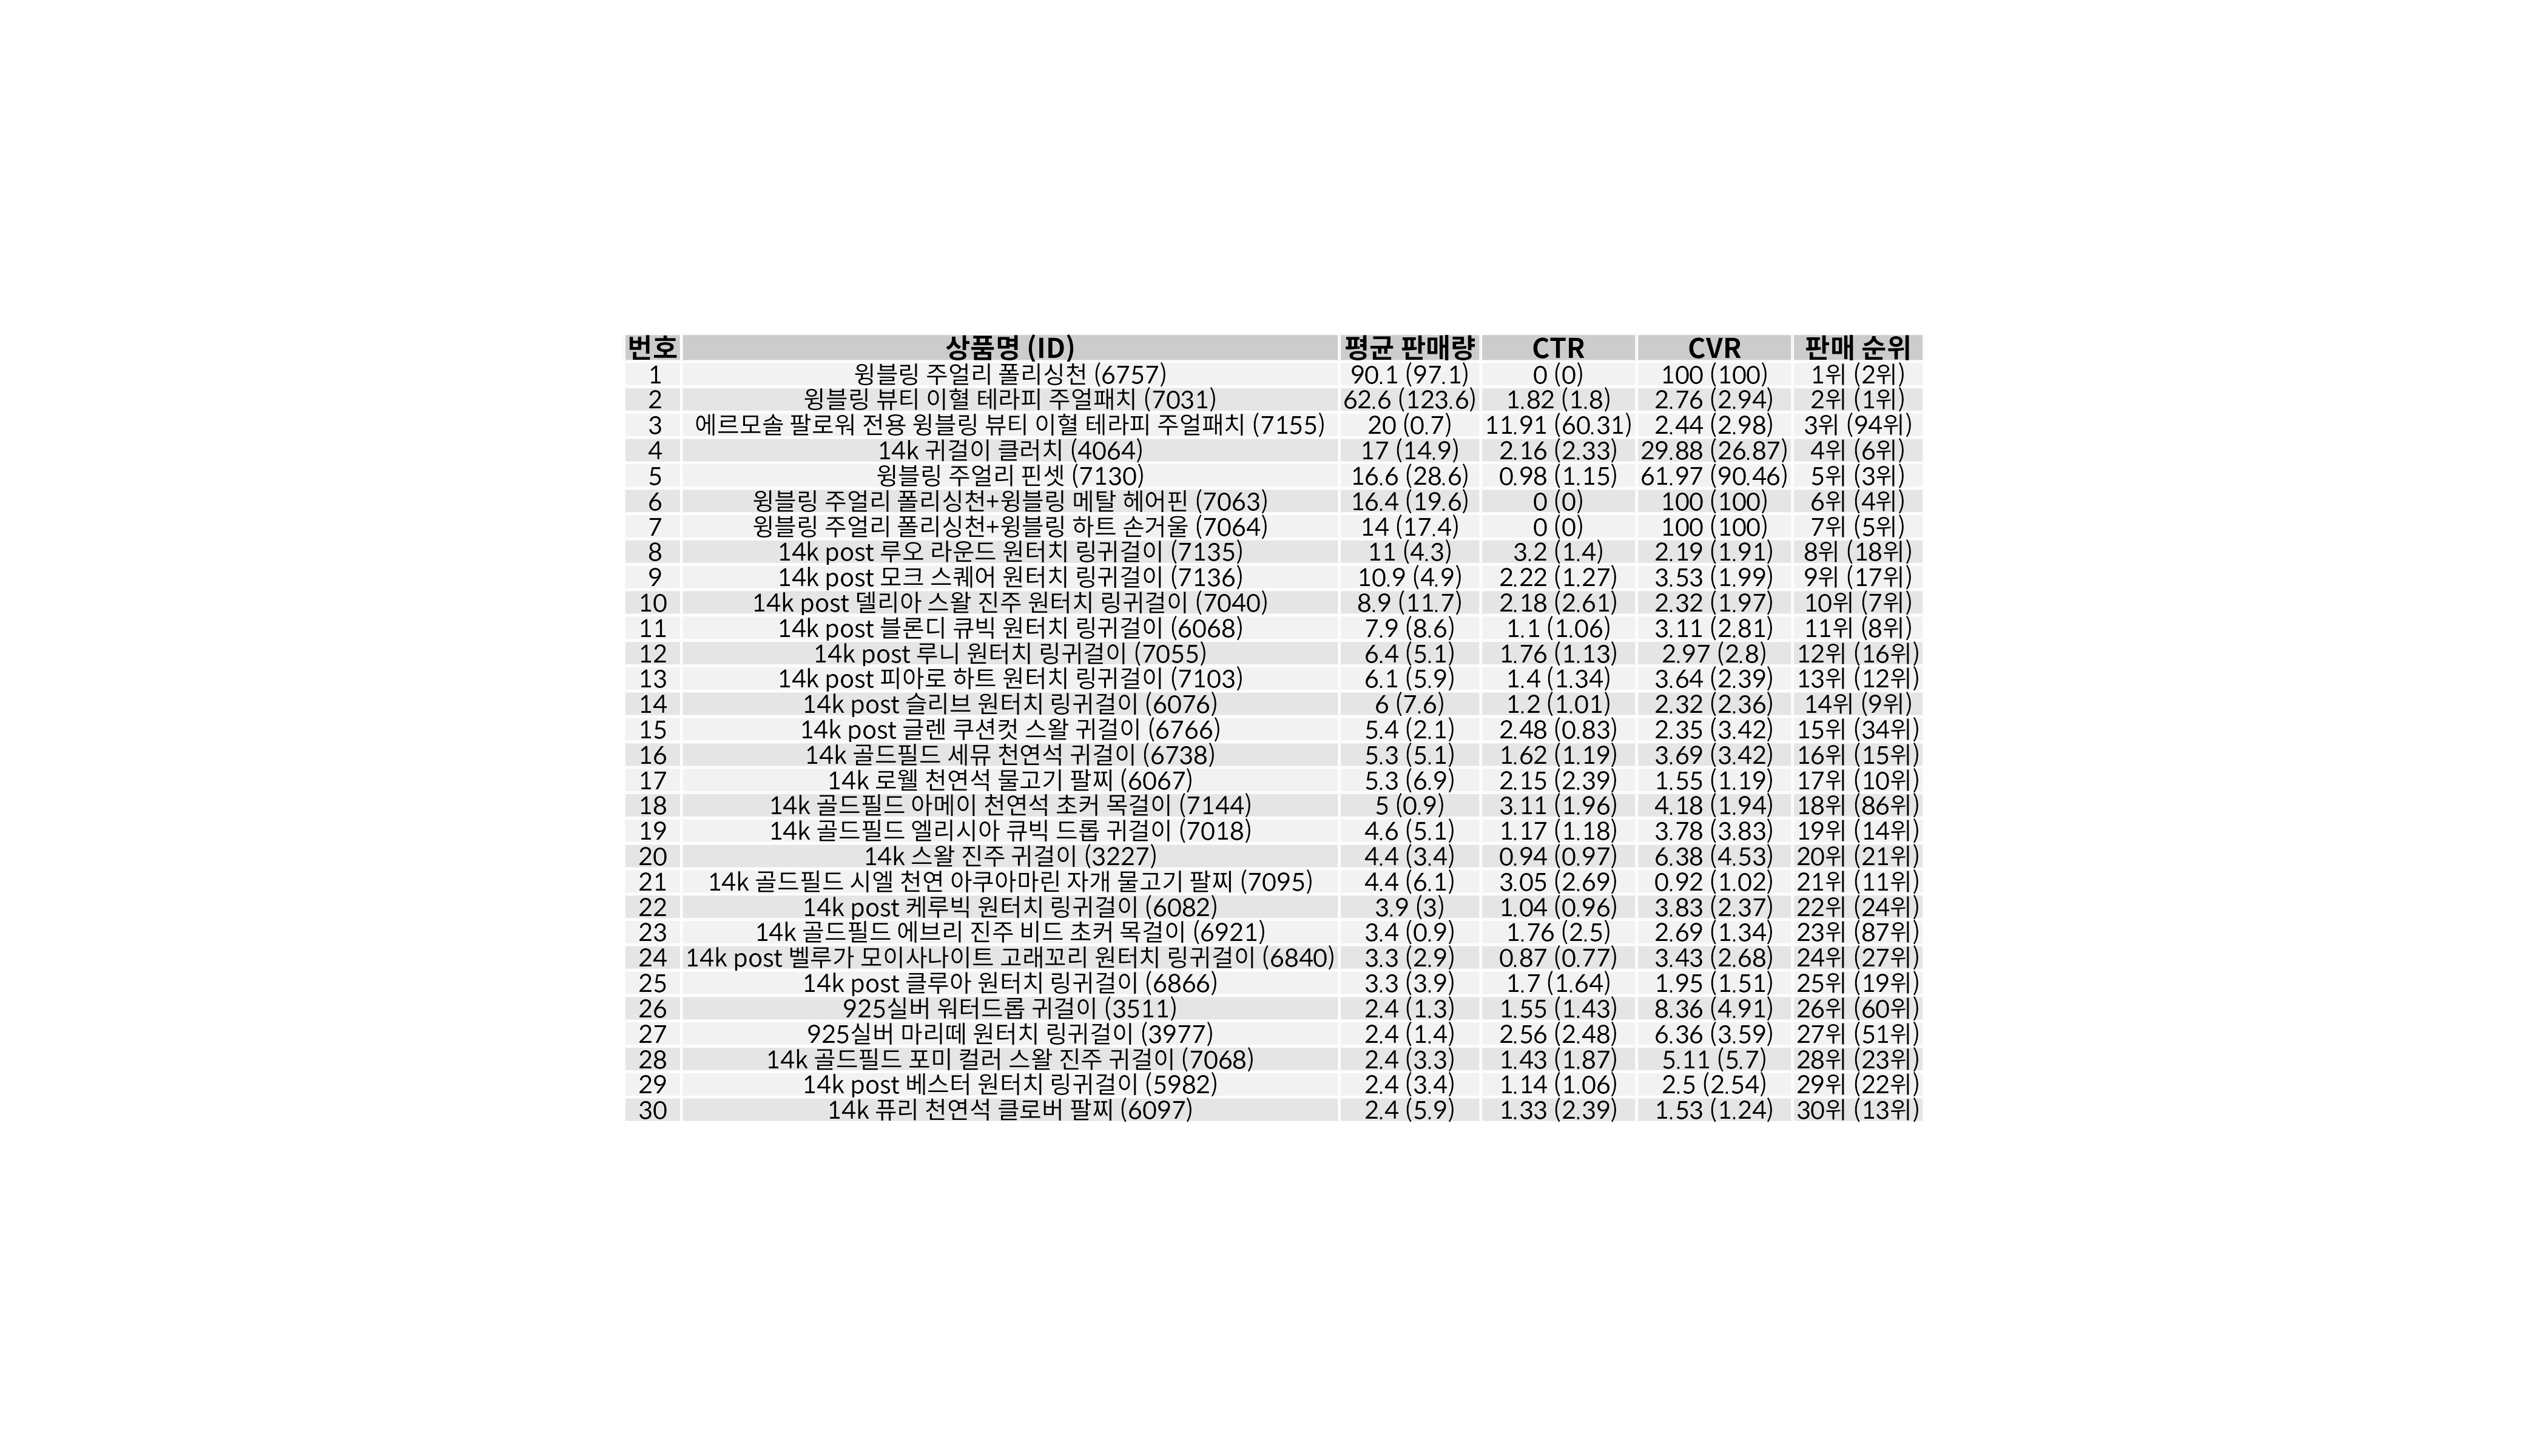 번호 상품명 (ID) 평균 판매량 CTR CVR 판매 순위
1 윙블링 주얼리 폴리싱천 (6757) 90.1 (97.1) 0 (0) 100 (100) 1위 (2위)
2 윙블링 뷰티 이혈 테라피 주얼패치 (7031) 62.6 (123.6) 1.82 (1.8) 2.76 (2.94) 2위 (1위)
3 에르모솔 팔로워 전용 윙블링 뷰티 이혈 테라피 주얼패치 (7155) 20 (0.7) 11.91 (60.31) 2.44 (2.98) 3위 (94위)
4 14k 귀걸이 클러치 (4064) 17 (14.9) 2.16 (2.33) 29.88 (26.87) 4위 (6위)
5 윙블링 주얼리 핀셋 (7130) 16.6 (28.6) 0.98 (1.15) 61.97 (90.46) 5위 (3위)
6 윙블링 주얼리 폴리싱천+윙블링 메탈 헤어핀 (7063) 16.4 (19.6) 0 (0) 100 (100) 6위 (4위)
7 윙블링 주얼리 폴리싱천+윙블링 하트 손거울 (7064) 14 (17.4) 0 (0) 100 (100) 7위 (5위)
8 14k post 루오 라운드 원터치 링귀걸이 (7135) 11 (4.3) 3.2 (1.4) 2.19 (1.91) 8위 (18위)
9 14k post 모크 스퀘어 원터치 링귀걸이 (7136) 10.9 (4.9) 2.22 (1.27) 3.53 (1.99) 9위 (17위)
10 14k post 델리아 스왈 진주 원터치 링귀걸이 (7040) 8.9 (11.7) 2.18 (2.61) 2.32 (1.97) 10위 (7위)
11 14k post 블론디 큐빅 원터치 링귀걸이 (6068) 7.9 (8.6) 1.1 (1.06) 3.11 (2.81) 11위 (8위)
12 14k post 루니 원터치 링귀걸이 (7055) 6.4 (5.1) 1.76 (1.13) 2.97 (2.8) 12위 (16위)
13 14k post 피아로 하트 원터치 링귀걸이 (7103) 6.1 (5.9) 1.4 (1.34) 3.64 (2.39) 13위 (12위)
14 14k post 슬리브 원터치 링귀걸이 (6076) 6 (7.6) 1.2 (1.01) 2.32 (2.36) 14위 (9위)
15 14k post 글렌 쿠션컷 스왈 귀걸이 (6766) 5.4 (2.1) 2.48 (0.83) 2.35 (3.42) 15위 (34위)
16 14k 골드필드 세뮤 천연석 귀걸이 (6738) 5.3 (5.1) 1.62 (1.19) 3.69 (3.42) 16위 (15위)
17 14k 로웰 천연석 물고기 팔찌 (6067) 5.3 (6.9) 2.15 (2.39) 1.55 (1.19) 17위 (10위)
18 14k 골드필드 아메이 천연석 초커 목걸이 (7144) 5 (0.9) 3.11 (1.96) 4.18 (1.94) 18위 (86위)
19 14k 골드필드 엘리시아 큐빅 드롭 귀걸이 (7018) 4.6 (5.1) 1.17 (1.18) 3.78 (3.83) 19위 (14위)
20 14k 스왈 진주 귀걸이 (3227) 4.4 (3.4) 0.94 (0.97) 6.38 (4.53) 20위 (21위)
21 14k 골드필드 시엘 천연 아쿠아마린 자개 물고기 팔찌 (7095) 4.4 (6.1) 3.05 (2.69) 0.92 (1.02) 21위 (11위)
22 14k post 케루빅 원터치 링귀걸이 (6082) 3.9 (3) 1.04 (0.96) 3.83 (2.37) 22위 (24위)
23 14k 골드필드 에브리 진주 비드 초커 목걸이 (6921) 3.4 (0.9) 1.76 (2.5) 2.69 (1.34) 23위 (87위)
24 14k post 벨루가 모이사나이트 고래꼬리 원터치 링귀걸이 (6840) 3.3 (2.9) 0.87 (0.77) 3.43 (2.68) 24위 (27위)
25 14k post 클루아 원터치 링귀걸이 (6866) 3.3 (3.9) 1.7 (1.64) 1.95 (1.51) 25위 (19위)
26 925실버 워터드롭 귀걸이 (3511) 2.4 (1.3) 1.55 (1.43) 8.36 (4.91) 26위 (60위)
27 925실버 마리떼 원터치 링귀걸이 (3977) 2.4 (1.4) 2.56 (2.48) 6.36 (3.59) 27위 (51위)
28 14k 골드필드 포미 컬러 스왈 진주 귀걸이 (7068) 2.4 (3.3) 1.43 (1.87) 5.11 (5.7) 28위 (23위)
29 14k post 베스터 원터치 링귀걸이 (5982) 2.4 (3.4) 1.14 (1.06) 2.5 (2.54) 29위 (22위)
30 14k 퓨리 천연석 클로버 팔찌 (6097) 2.4 (5.9) 1.33 (2.39) 1.53 (1.24) 30위 (13위)